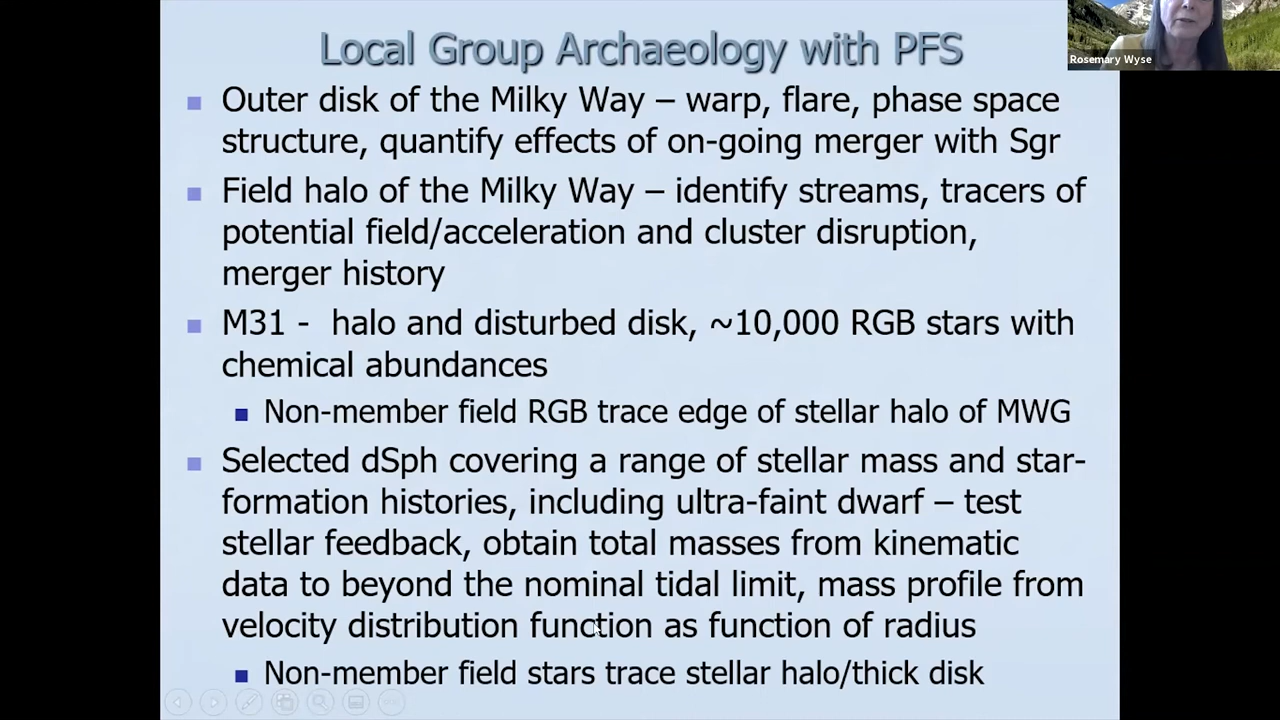 Local Group Archaeology with PFS
Rosemary Wyse
Outer disk of the Milky Way – warp, flare, phase space
structure, quantify effects of on-going merger with Sgr
Field halo of the Milky Way – identify streams, tracers of
potential field/acceleration and cluster disruption,
merger history
M31 - halo and disturbed disk, ~10,000 RGB stars with
chemical abundances
Non-member field RGB trace edge of stellar halo of MWG
Selected dSph covering a range of stellar mass and star-
formation histories, including ultra-faint dwarf – test
stellar feedback, obtain total masses from kinematic
data to beyond the nominal tidal limit, mass profile from
velocity distribution function as function of radius
Non-member field stars trace stellar halo/thick disk